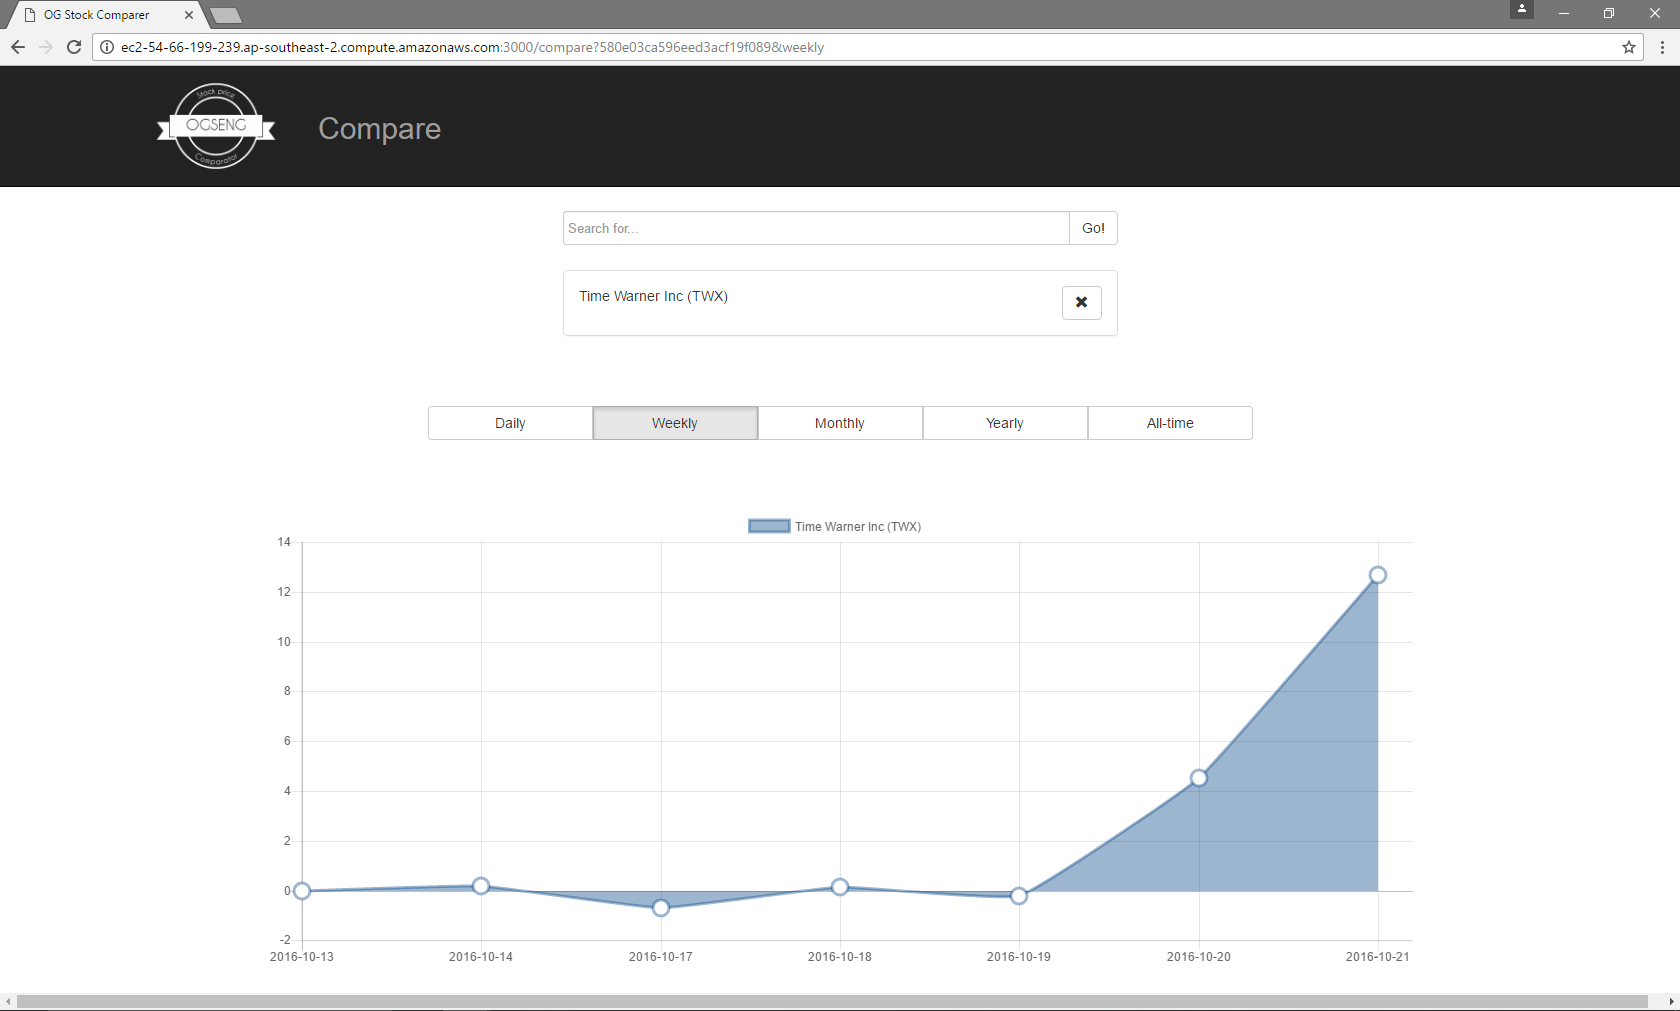 OG Stock Comparer
ec2-54-66-199-239.ap-southeast-2.compute.amazonaws.com:3000/compare?580e03ca596eed3acf19f089&weekly
Stock price
OGSENG
Comparator
Compare
Search for...
Go!
Time Warner Inc (TWX)
Daily
Weekly
Monthly
Yearly
All-time
Time Warner Inc (TWX)
14
12
10
8
6
4
2
0
-2
2016-10-13
2016-10-14
2016-10-17
2016-10-18
2016-10-19
2016-10-20
2016-10-21